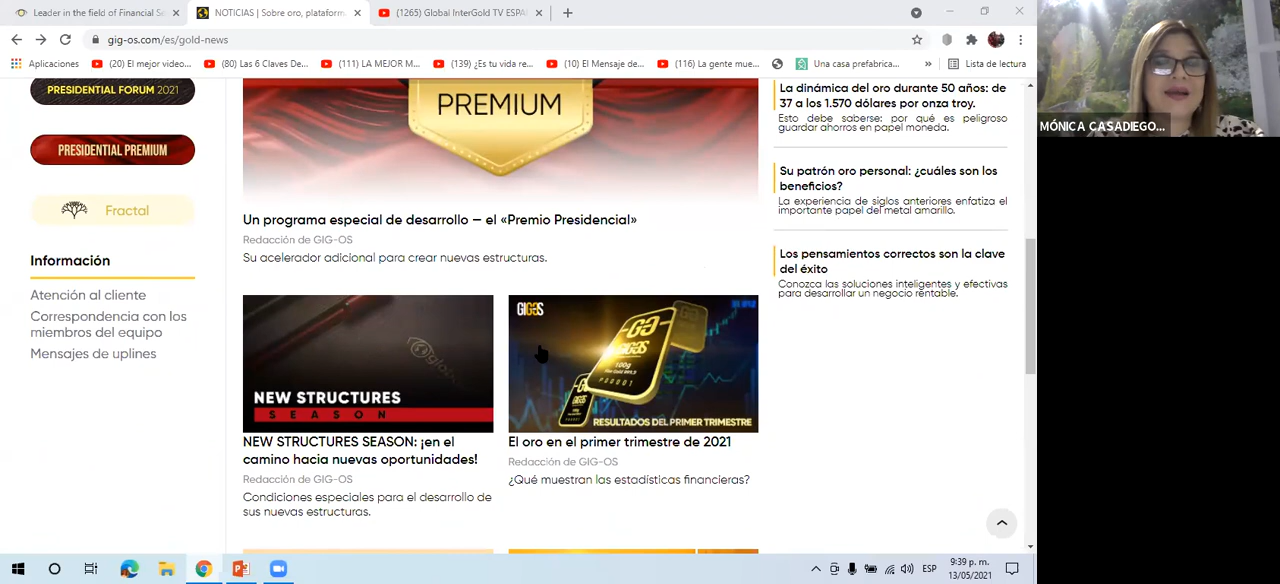 Leader in the field of Financial Se
NOTICIAS | Sobre oro, plataform
(1265) Global InterGold TV ESPA
gig-os.com/es/gold-news
Aplicaciones
(20) El mejor video...
(80) Las 6 Claves De...
(111) LA MEJOR M...
(139) ¿Es tu vida re...
(10) El Mensaje de...
(116) La gente mue...
Una casa prefabrica...
»
Lista de lectura
PRESIDENTIAL FORUM 2021
PRESIDENTIAL PREMIUM
Fractal
Información
Atención al cliente
Correspondencia con los
miembros del equipo
Mensajes de uplines
PREMIUM
Un programa especial de desarrollo — el «Premio Presidencial»
Redacción de GIG-OS
Su acelerador adicional para crear nuevas estructuras.
global
NEW STRUCTURES
SEASON
NEW STRUCTURES SEASON: ¡en el
camino hacia nuevas oportunidades!
Redacción de GIG-OS
Condiciones especiales para el desarrollo de
sus nuevas estructuras.
GIGOS
GIGOS
100g
RESULTADOS DEL PRIMER TRIMESTRE
El oro en el primer trimestre de 2021
Redacción de GIG-OS
¿Qué muestran las estadísticas financieras?
La dinámica del oro durante 50 años: de
37 a los 1.570 dólares por onza troy.
Esto debe saberse: por qué es peligroso
guardar ahorros en papel moneda.
Su patrón oro personal: ¿cuáles son los
beneficios?
La experiencia de siglos anteriores enfatiza el
importante papel del metal amarillo.
Los pensamientos correctos son la clave
del éxito
Conozca las soluciones inteligentes y efectivas
para desarrollar un negocio rentable.
MÓNICA CASADIEGO...
ESP
9:39 p. m.
13/05/2021